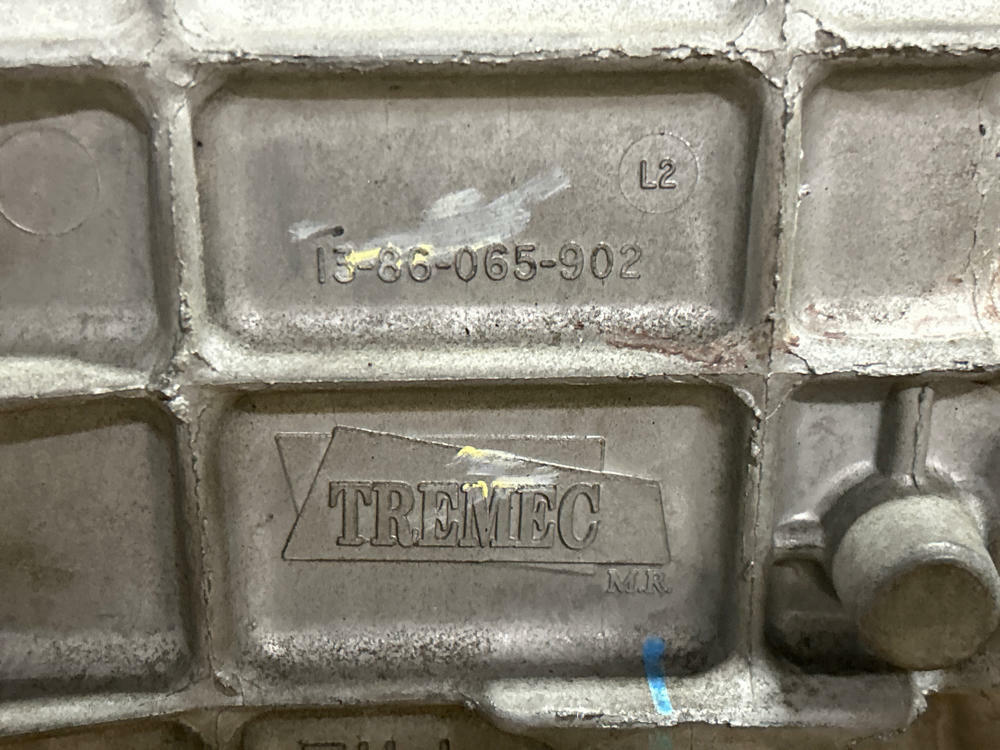 L2
13-86-065-902
TREMEC
M.R.